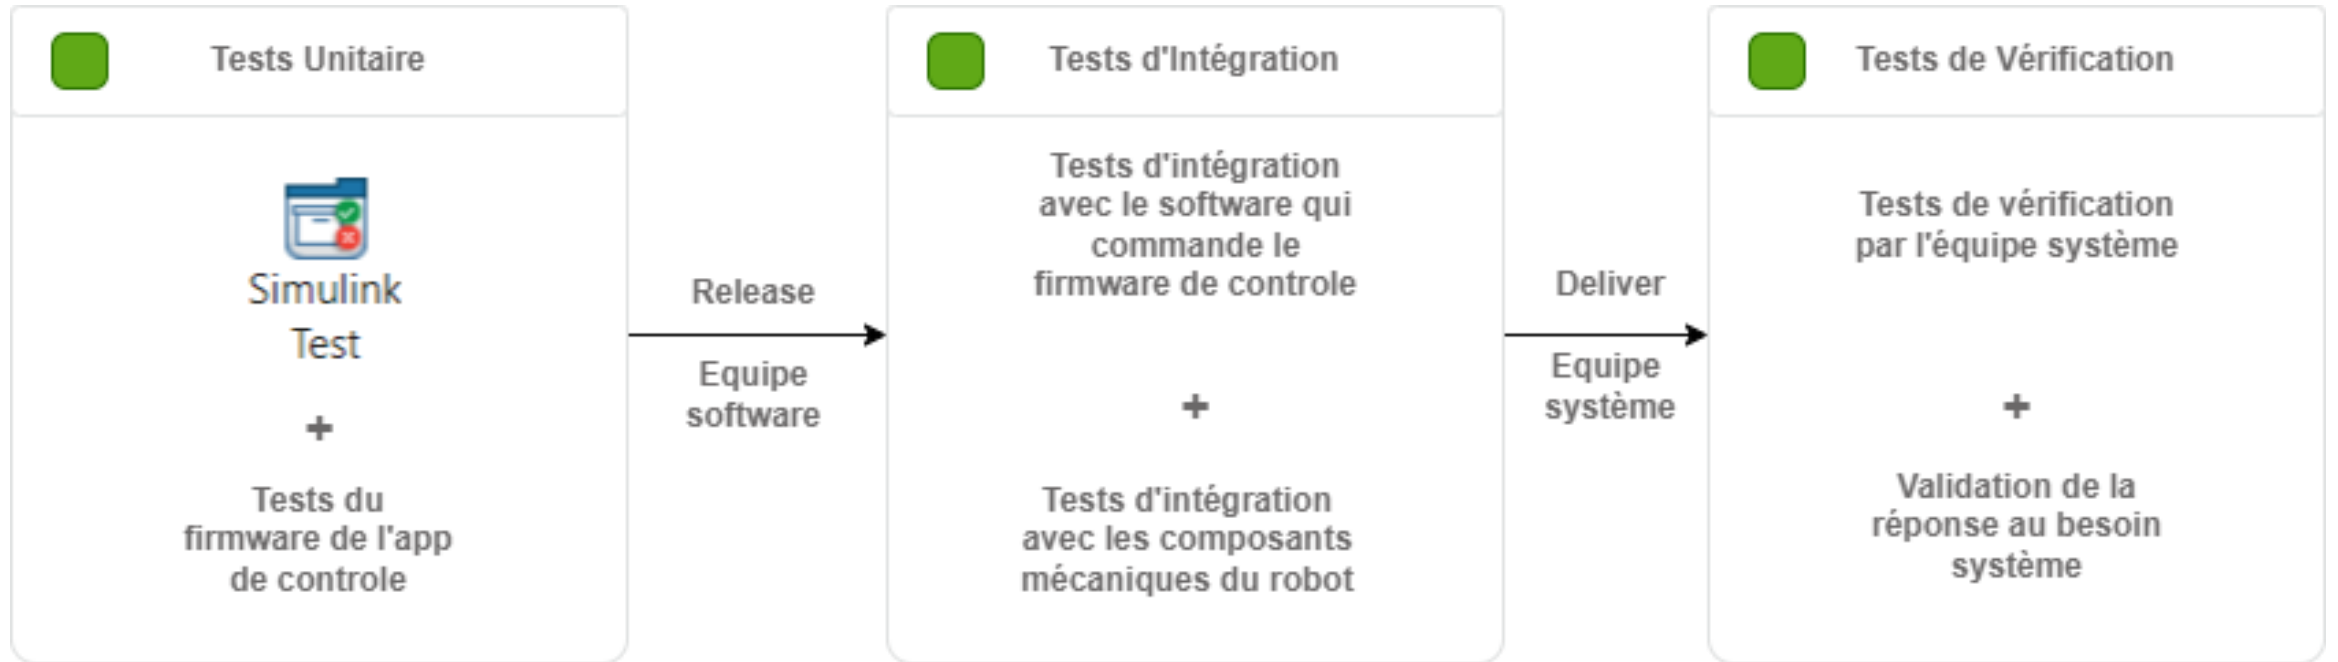 Tests Unitaire
Simulink
Test
+
Tests du
firmware de l'app
de controle
Release
Equipe
software
Tests d'Intégration
Tests d'intégration
avec le software qui
commande le
firmware de controle
+
Tests d'intégration
avec les composants
mécaniques du robot
Deliver
Equipe
système
Tests de Vérification
Tests de vérification
par l'équipe système
+
Validation de la
réponse au besoin
système